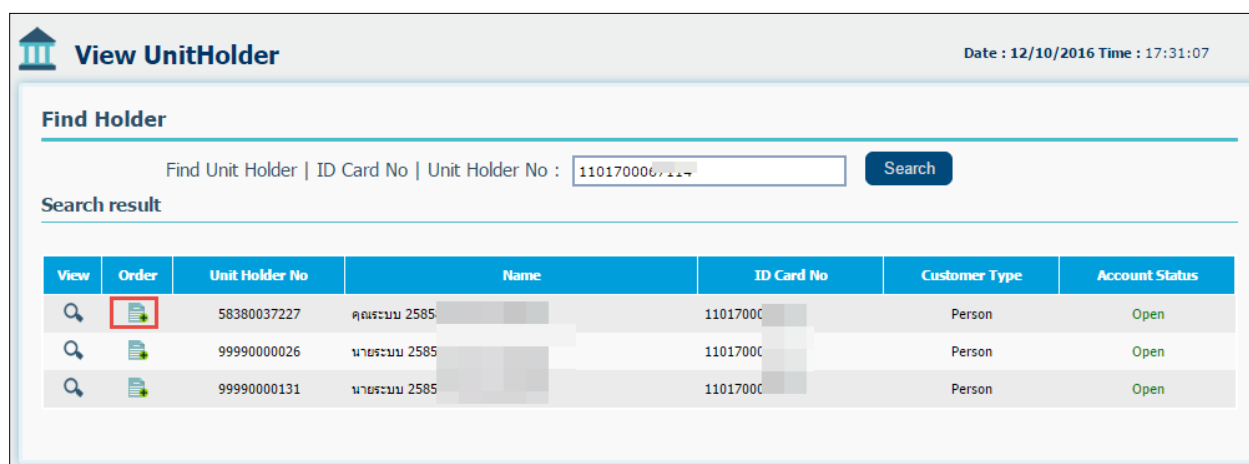 View UnitHolder
Date : 12/10/2016 Time : 17:31:07
Find Holder
Find Unit Holder | ID Card No | Unit Holder No :
Search
Search result
View Order Unit Holder No Name ID Card No Customer Type Account Status
58380037227 คุณระบบ 2585 11017000 Person Open
99990000026 นายระบบ 2585 11017000 Person Open
99990000131 นายระบบ 2585 11017000 Person Open